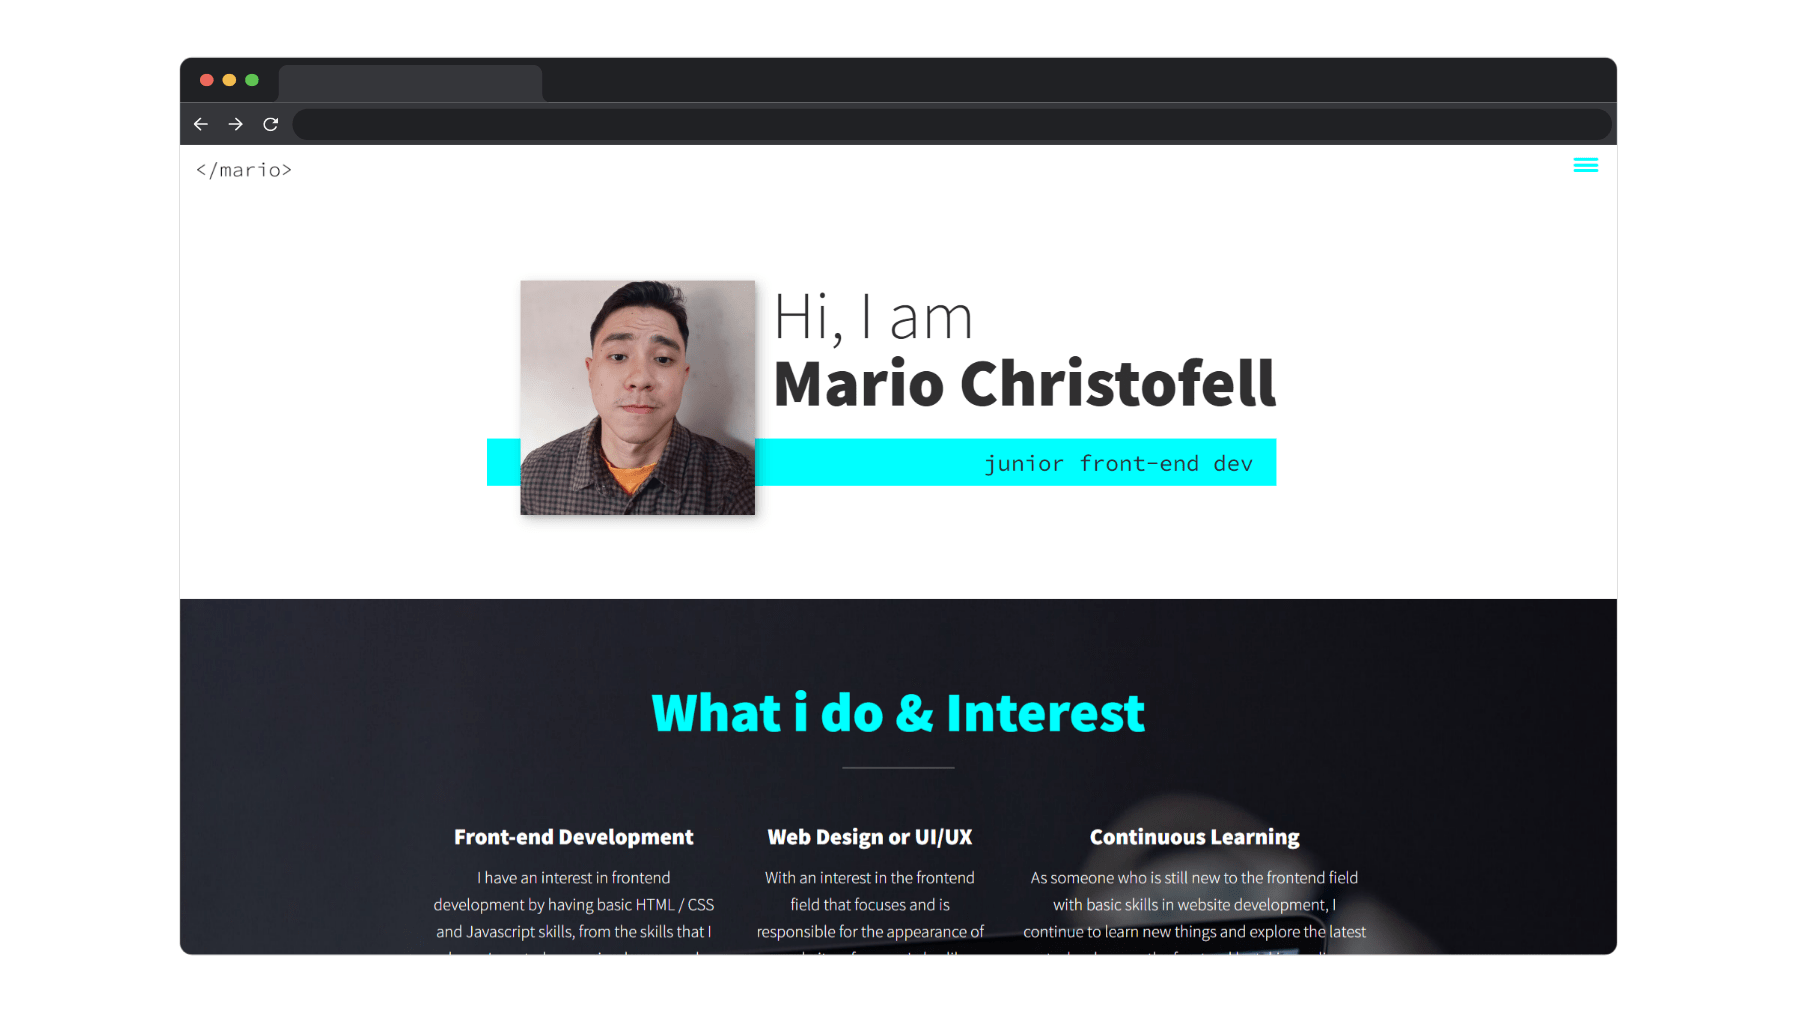 </mario>
Hi, I am
Mario Christofell
junior front-end dev
What i do & Interest
Front-end Development
I have an interest in frontend
development by having basic HTML / CSS
and Javascript skills, from the skills that I
Web Design or UI/UX
With an interest in the frontend
field that focuses and is
responsible for the appearance of
Continuous Learning
As someone who is still new to the frontend field
with basic skills in website development, I
continue to learn new things and explore the latest